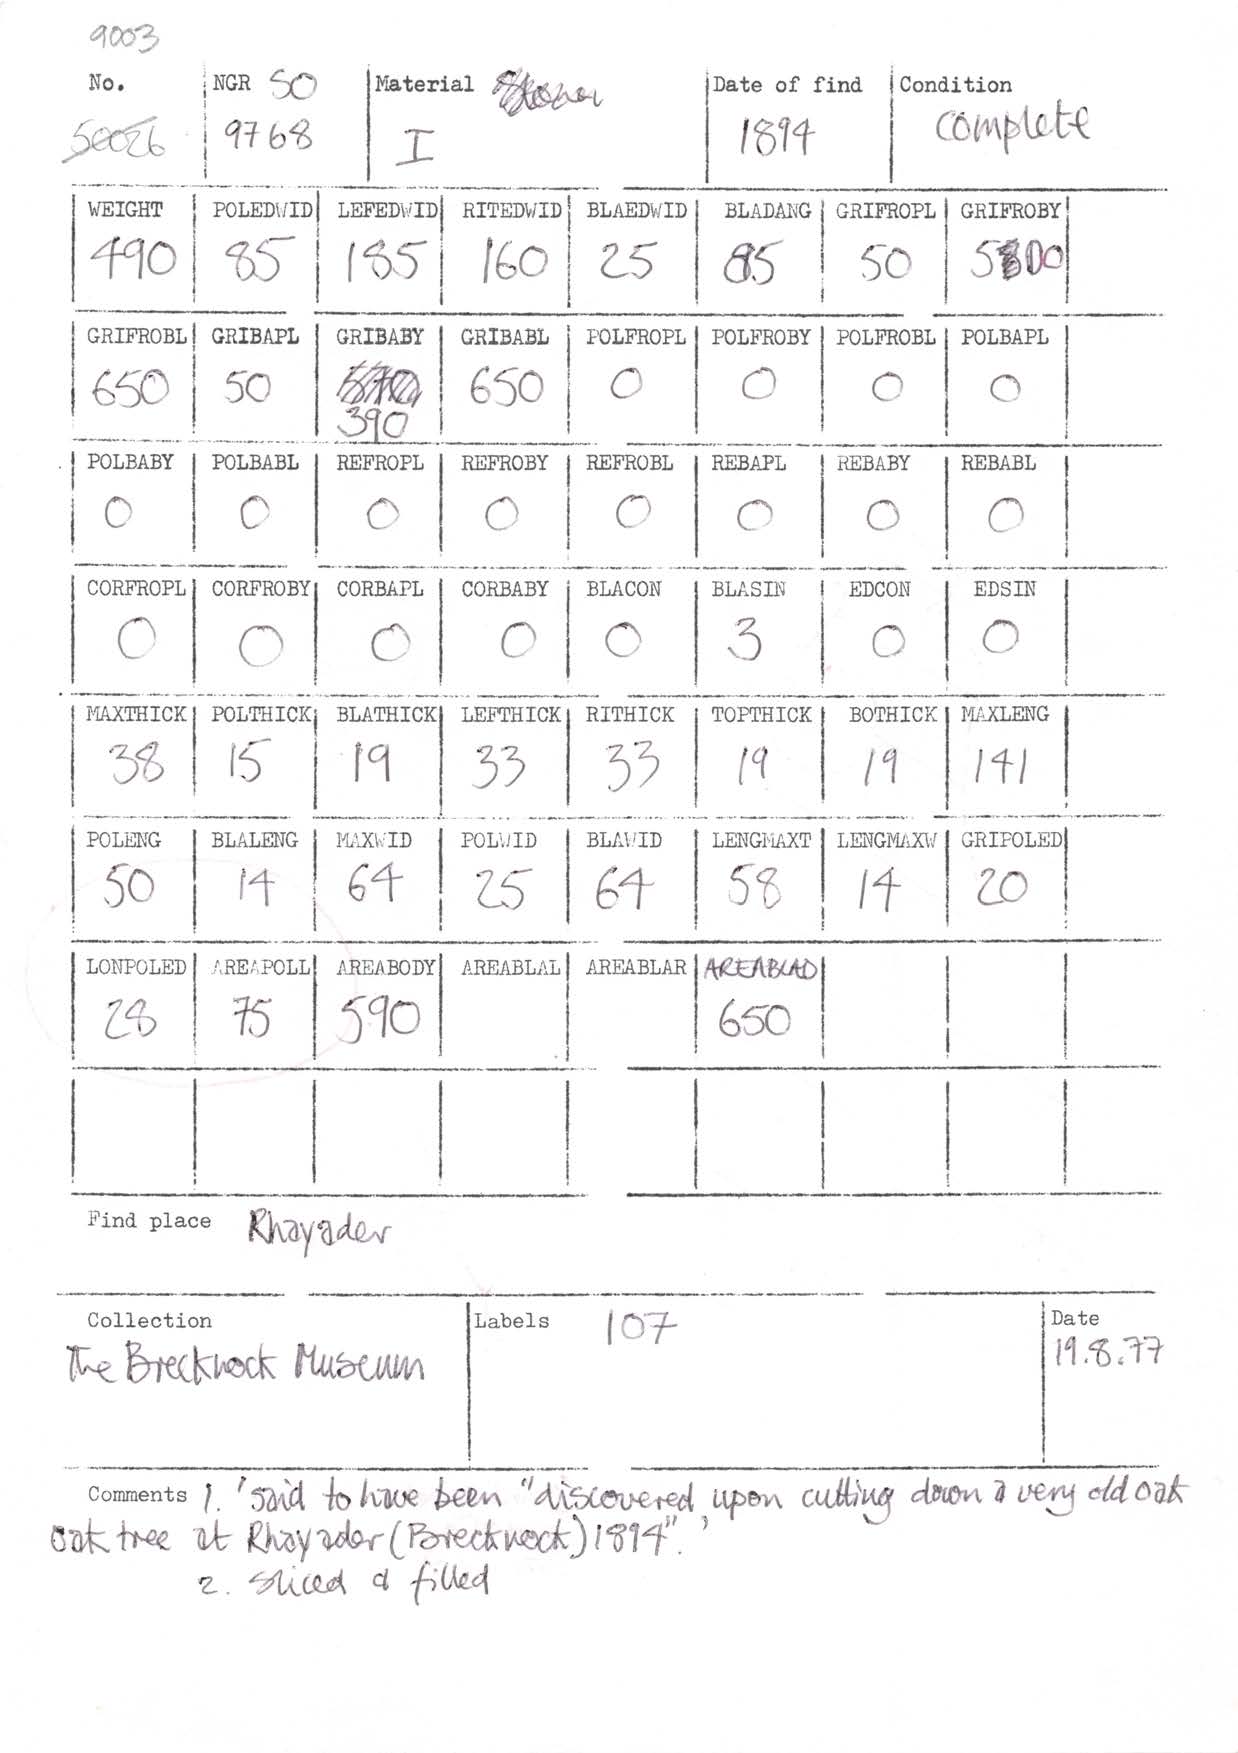 9003
No. NGR SO Material Date of find Condition
50026 9768 I 1894 complete
WEIGHT POLEDWID LEFEDWID RITEDWID BLAEDWID BLADANG GRIFROPL GRIFROBY
490 85 185 160 25 85 50
GRIFROBL GRIBAPL GRIBABY GRIBABL POLFROPL POLFROBY POLFROBL POLBAPL
650 50 650 0 0 0 0
390
POLBABY POLBABL REFROPL REFROBY REFROBL REBAPL REBABY REBABL
0 0 0 0 0 0 0 0
CORFROPL CORFROBY CORBAPL CORBABY BLACON BLASIN EDCON EDSIN
0 0 0 0 0 3 0 0
MAXTHICK POLTHICK BLATHICK LEFTHICK RITHICK TOPTHICK BOTHICK MAXLENG
38 15 19 33 33 19 19 141
POLENG BLALENG MAXWID POLWID BLAWID LENGMAXT LENGMAXW GRIPOLED
50 14 64 25 64 58 14 20
LONPOLED AREAPOLL AREABODY AREABLAL AREABLAR AREABLAD
28 75 590 650
Find place Rhayader
Collection Labels 107 Date
The Brecknock Museum 19.8.77
Comments 1. 'said to have been "discovered upon cutting down a very old oak
oak tree at Rhayader (Brecknock) 1894".'
2. sliced & filled